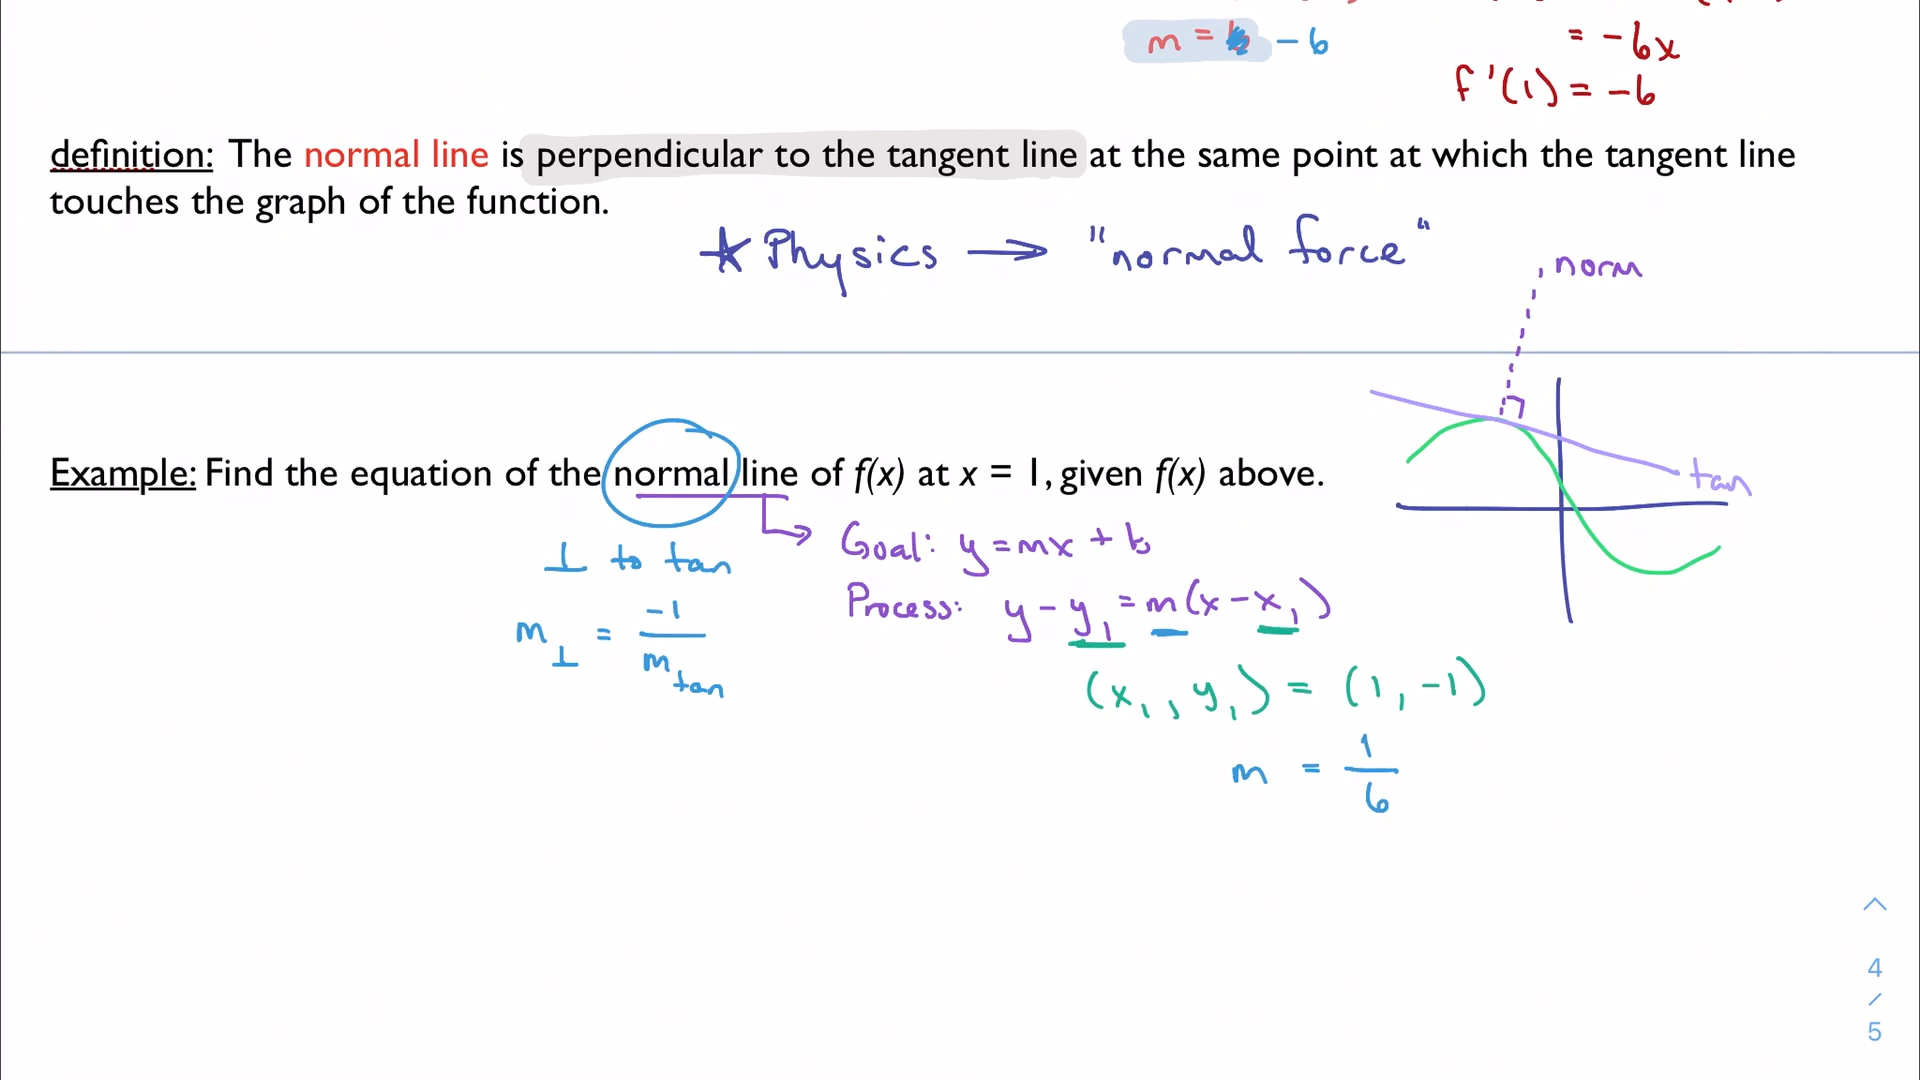 m = - 6
= -6x
f'(1) = -6
definition: The normal line is perpendicular to the tangent line at the same point at which the tangent line
touches the graph of the function.
★ Physics → "normal force"
norm
Example: Find the equation of the normal line of f(x) at x = 1, given f(x) above.
tan
⊥ to tan
m⊥ = -1/m tan
Goal: y = mx + b
Process: y - y₁ = m(x - x₁)
(x₁, y₁) = (1, -1)
m = 1/6
4
/
5